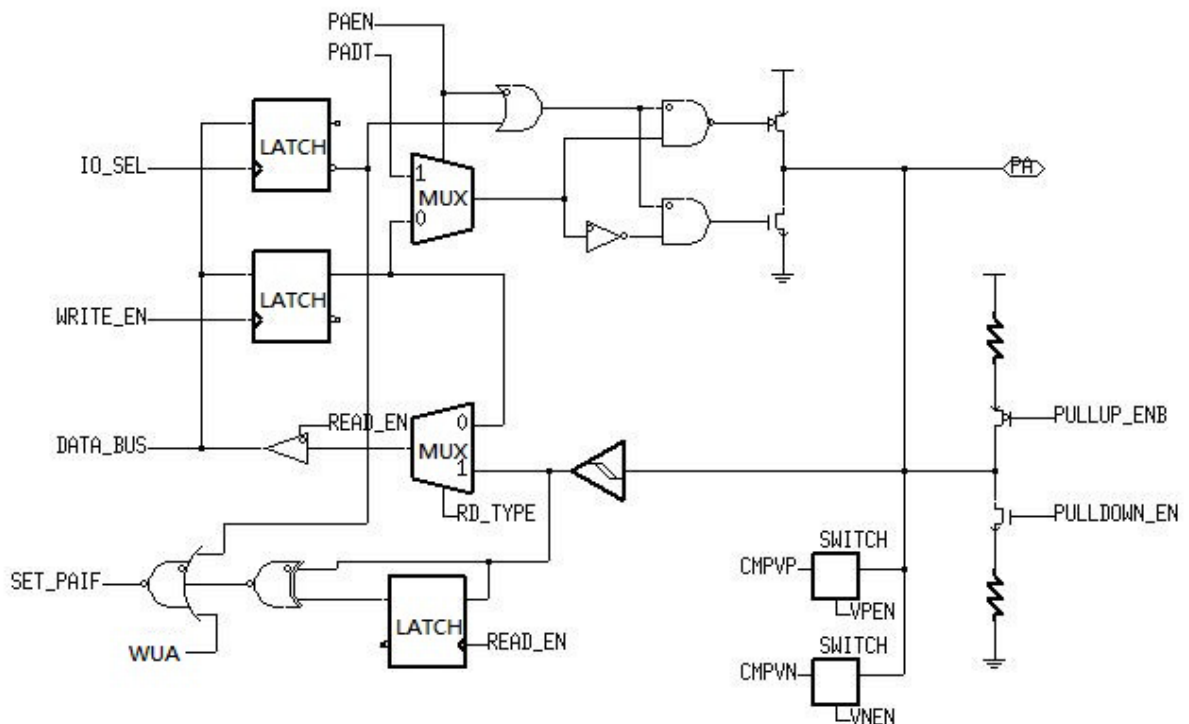 PAEN
PADT
LATCH
IO_SEL
1
MUX
0
PA
LATCH
WRITE_EN
READ_EN
0
MUX
1
DATA_BUS
PULLUP_ENB
RD_TYPE
PULLDOWN_EN
SWITCH
CMPVP
VPEN
SET_PAIF
LATCH
READ_EN
WUA
SWITCH
CMPVN
VNEN